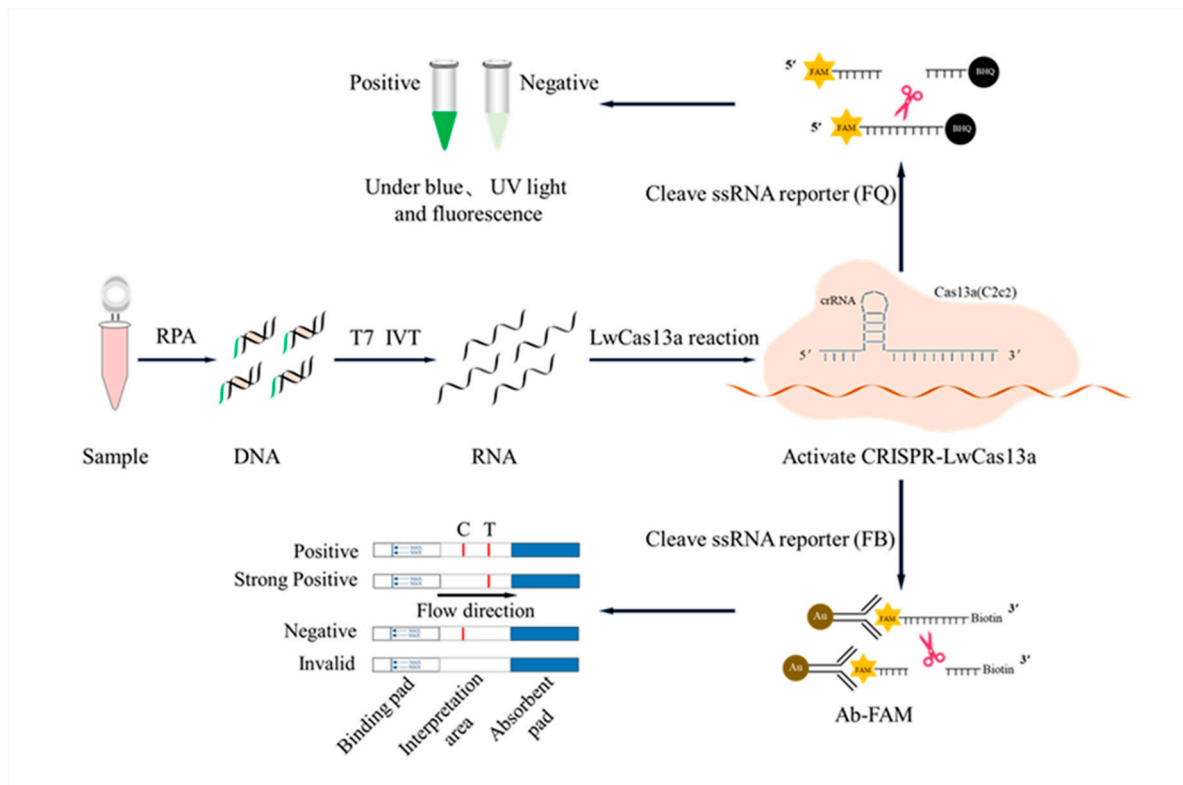 Positive
Negative
Under blue、 UV light
and fluorescence
5′
FAM
BHQ
5′
FAM
BHQ
Cleave ssRNA reporter (FQ)
RPA
T7 IVT
LwCas13a reaction
crRNA
Cas13a(C2c2)
5′
3′
Sample
DNA
RNA
Activate CRISPR-LwCas13a
Cleave ssRNA reporter (FB)
C T
Positive
Strong Positive
Flow direction
Negative
Invalid
Binding pad
Interpretation
area
Absorbent
pad
Au
FAM
Biotin
3′
Au
FAM
Biotin
3′
Ab-FAM